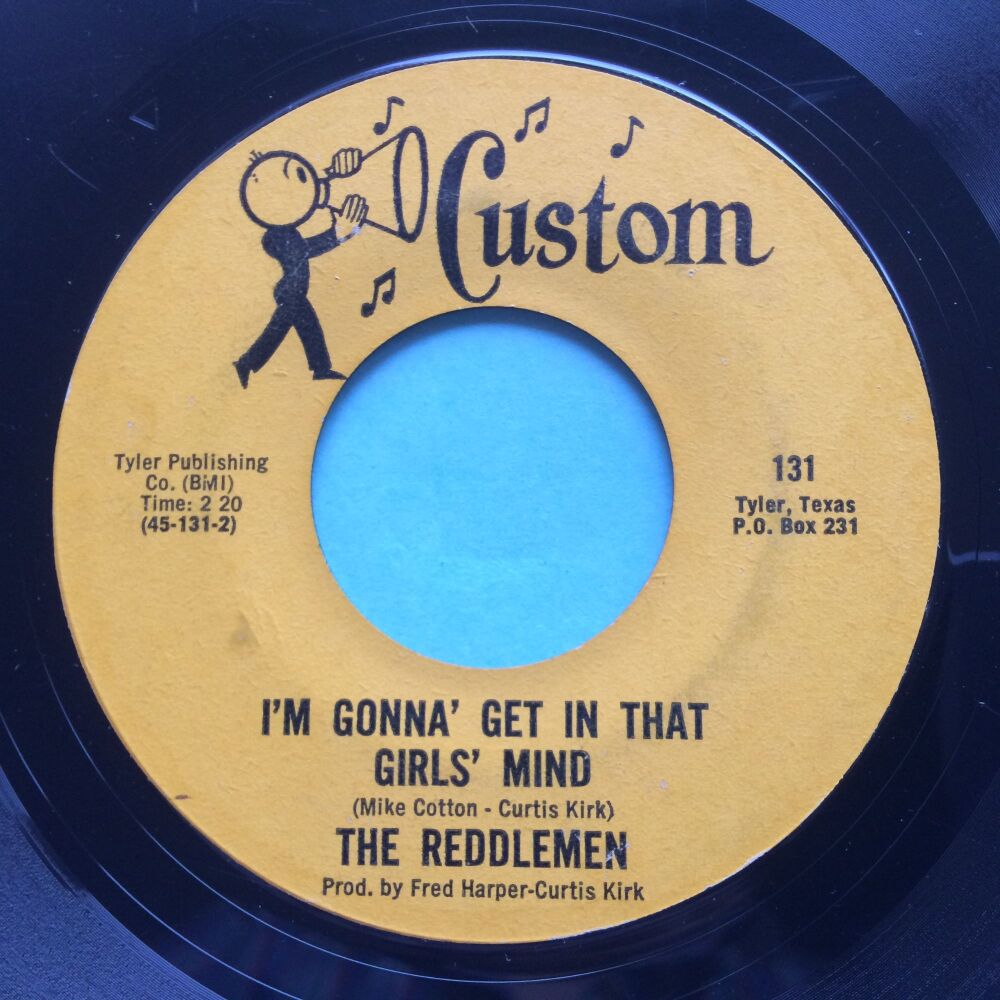 Custom
Tyler Publishing
Co. (BMI)
Time: 2 20
(45-131-2)
131
Tyler, Texas
P.O. Box 231
I'M GONNA' GET IN THAT
GIRLS' MIND
(Mike Cotton - Curtis Kirk)
THE REDDLEMEN
Prod. by Fred Harper-Curtis Kirk